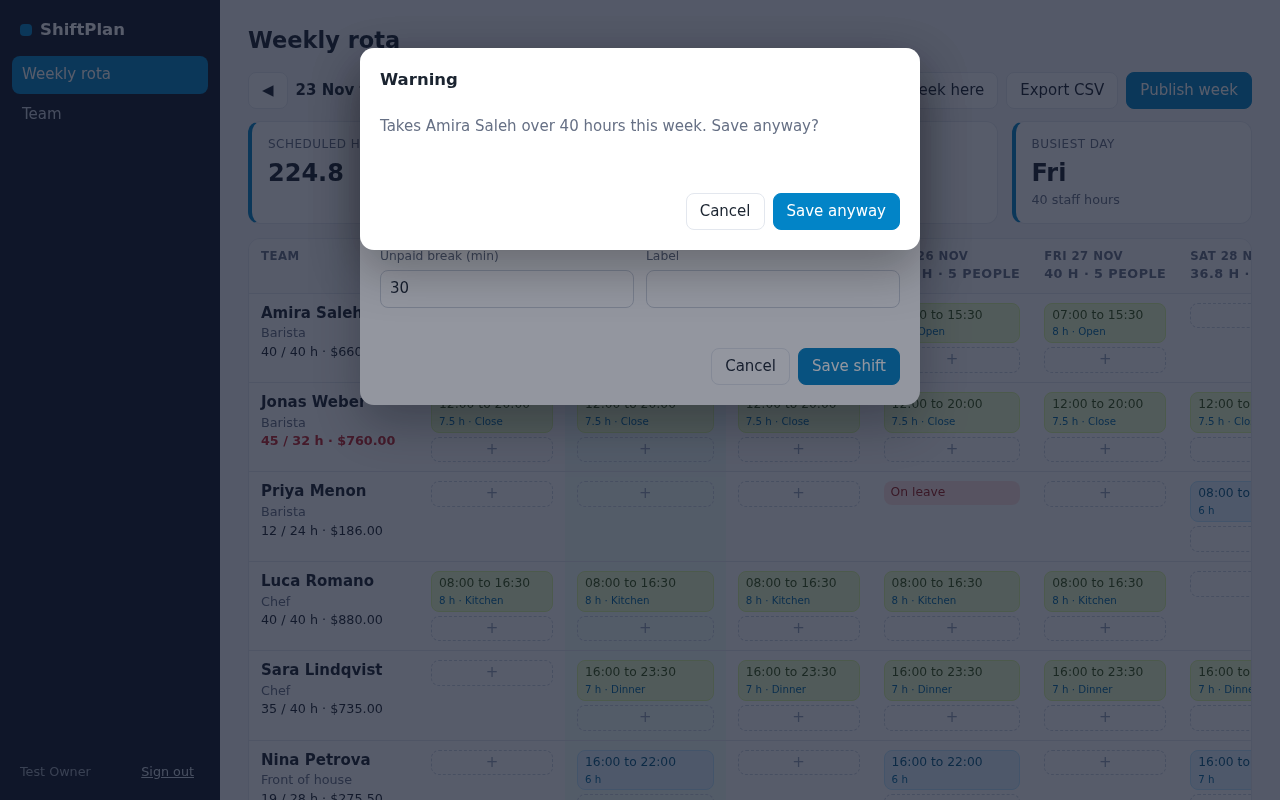 ShiftPlan
Weekly rota
Team
Test Owner
Sign out
Weekly rota
◀
23 Nov
eek here
Export CSV
Publish week
SCHEDULED H
224.8
BUSIEST DAY
Fri
40 staff hours
Warning
Takes Amira Saleh over 40 hours this week. Save anyway?
Cancel
Save anyway
Unpaid break (min)
30
Label
Cancel
Save shift
TEAM
26 NOV
H · 5 PEOPLE
FRI 27 NOV
40 H · 5 PEOPLE
SAT 28 N
36.8 H ·
Amira Saleh
Barista
40 / 40 h · $660
0 to 15:30
Open
+
07:00 to 15:30
8 h · Open
+
Jonas Weber
Barista
45 / 32 h · $760.00
12:00 to 20:00
7.5 h · Close
+
12:00 to 20:00
7.5 h · Close
+
12:00 to 20:00
7.5 h · Close
+
12:00 to 20:00
7.5 h · Close
+
12:00 to 20:00
7.5 h · Close
+
12:00 to
7.5 h · Clo
Priya Menon
Barista
12 / 24 h · $186.00
+
+
+
On leave
+
08:00 to
6 h
Luca Romano
Chef
40 / 40 h · $880.00
08:00 to 16:30
8 h · Kitchen
+
08:00 to 16:30
8 h · Kitchen
+
08:00 to 16:30
8 h · Kitchen
+
08:00 to 16:30
8 h · Kitchen
+
08:00 to 16:30
8 h · Kitchen
+
Sara Lindqvist
Chef
35 / 40 h · $735.00
+
16:00 to 23:30
7 h · Dinner
+
16:00 to 23:30
7 h · Dinner
+
16:00 to 23:30
7 h · Dinner
+
16:00 to 23:30
7 h · Dinner
+
16:00 to
7 h · Dinne
Nina Petrova
Front of house
19 / 28 h · $275.50
+
16:00 to 22:00
6 h
+
16:00 to 22:00
6 h
+
16:00 to
7 h